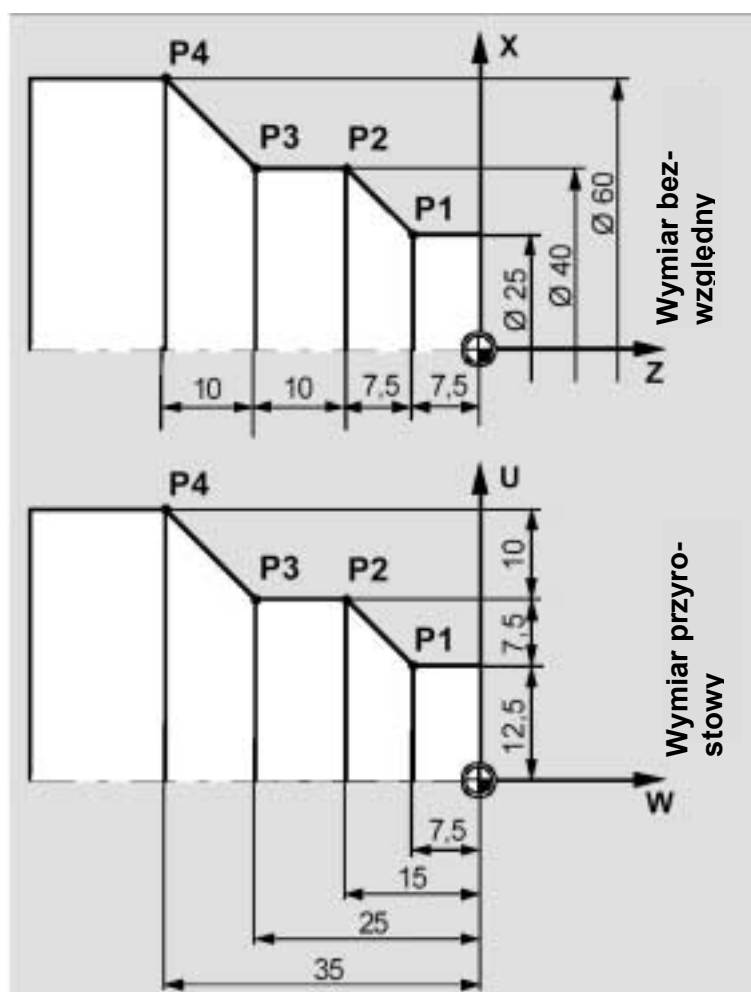 X
P4
P3
P2
P1
Ø 25
Ø 40
Ø 60
Wymiar bez-
względny
Z
10
10
7,5
7,5
U
P4
P3
P2
P1
10
7,5
12,5
Wymiar przyro-
stowy
W
7,5
15
25
35